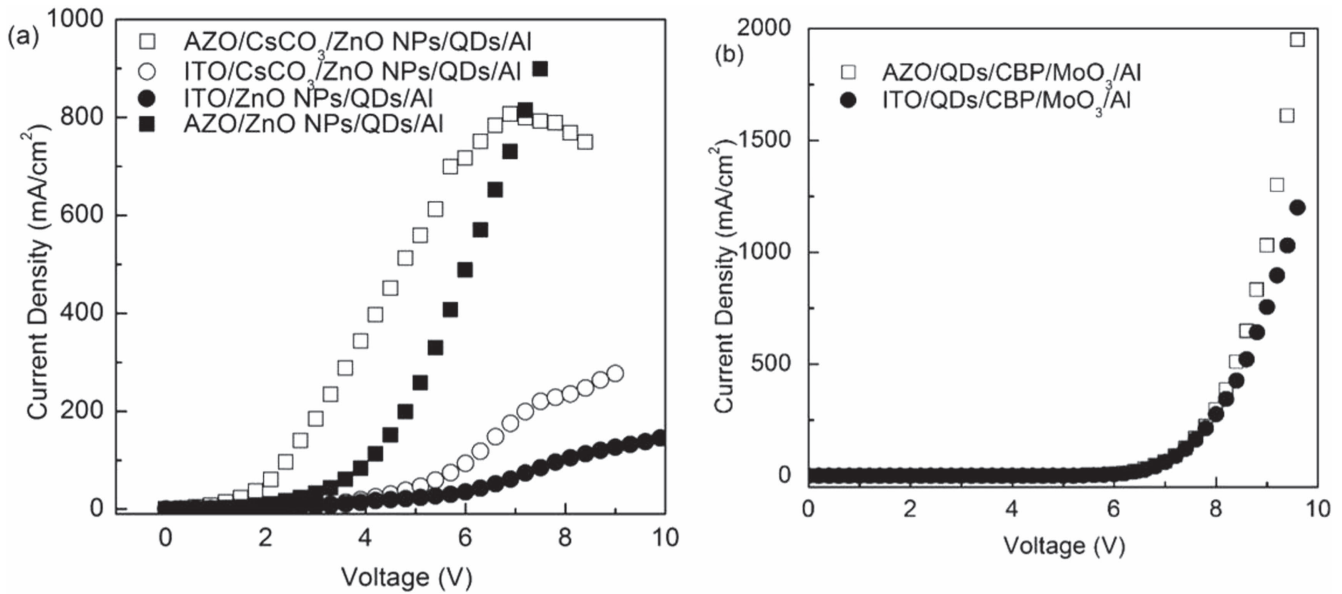 (a)
1000
800
600
400
200
0
AZO/CsCO3/ZnO NPs/QDs/Al
ITO/CsCO3/ZnO NPs/QDs/Al
ITO/ZnO NPs/QDs/Al
AZO/ZnO NPs/QDs/Al
Current Density (mA/cm2)
0 2 4 6 8 10
Voltage (V)
(b)
2000
1500
1000
500
0
AZO/QDs/CBP/MoO3/Al
ITO/QDs/CBP/MoO3/Al
Current Density (mA/cm2)
0 2 4 6 8 10
Voltage (V)